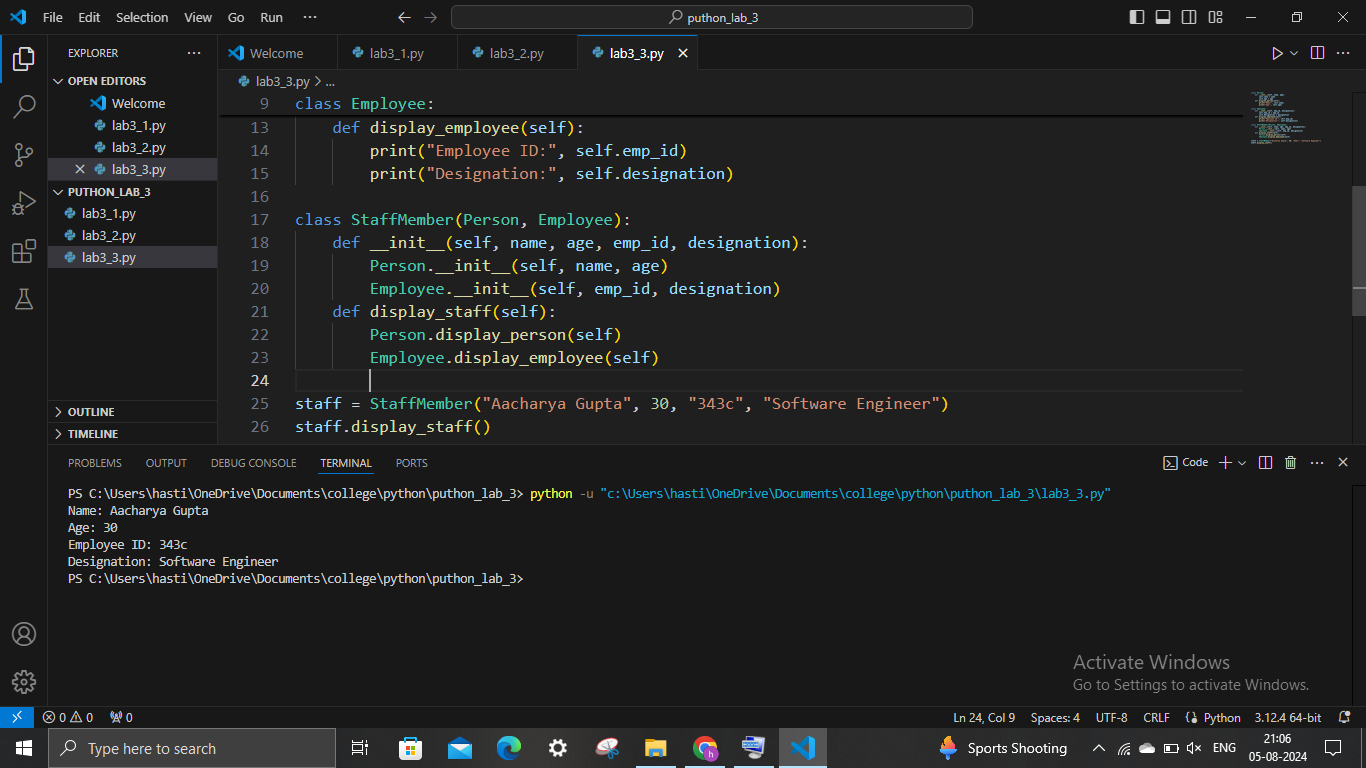 File Edit Selection View Go Run ··· puthon_lab_3
EXPLORER ···
OPEN EDITORS
Welcome
lab3_1.py
lab3_2.py
lab3_3.py
PUTHON_LAB_3
lab3_1.py
lab3_2.py
lab3_3.py
OUTLINE
TIMELINE
Welcome lab3_1.py lab3_2.py lab3_3.py
lab3_3.py > ...
9 class Employee:
13     def display_employee(self):
14         print("Employee ID:", self.emp_id)
15         print("Designation:", self.designation)
16
17 class StaffMember(Person, Employee):
18     def __init__(self, name, age, emp_id, designation):
19         Person.__init__(self, name, age)
20         Employee.__init__(self, emp_id, designation)
21     def display_staff(self):
22         Person.display_person(self)
23         Employee.display_employee(self)
24
25 staff = StaffMember("Aacharya Gupta", 30, "343c", "Software Engineer")
26 staff.display_staff()
PROBLEMS OUTPUT DEBUG CONSOLE TERMINAL PORTS Code
PS C:\Users\hasti\OneDrive\Documents\college\python\puthon_lab_3> python -u "c:\Users\hasti\OneDrive\Documents\college\python\puthon_lab_3\lab3_3.py"
Name: Aacharya Gupta
Age: 30
Employee ID: 343c
Designation: Software Engineer
PS C:\Users\hasti\OneDrive\Documents\college\python\puthon_lab_3>
Activate Windows
Go to Settings to activate Windows.
0 0 0 Ln 24, Col 9 Spaces: 4 UTF-8 CRLF Python 3.12.4 64-bit
Type here to search Sports Shooting ENG
21:06
05-08-2024